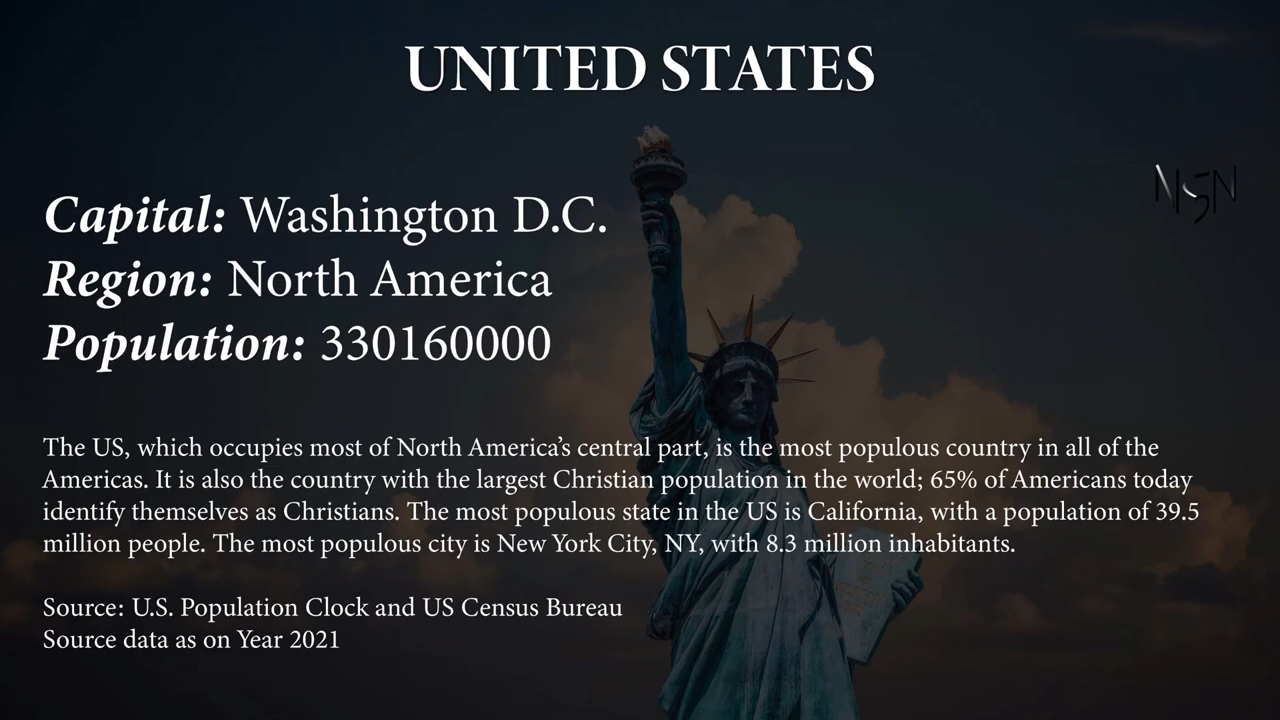 UNITED STATES
NSN
Capital: Washington D.C.
Region: North America
Population: 330160000
The US, which occupies most of North America’s central part, is the most populous country in all of the
Americas. It is also the country with the largest Christian population in the world; 65% of Americans today
identify themselves as Christians. The most populous state in the US is California, with a population of 39.5
million people. The most populous city is New York City, NY, with 8.3 million inhabitants.
Source: U.S. Population Clock and US Census Bureau
Source data as on Year 2021